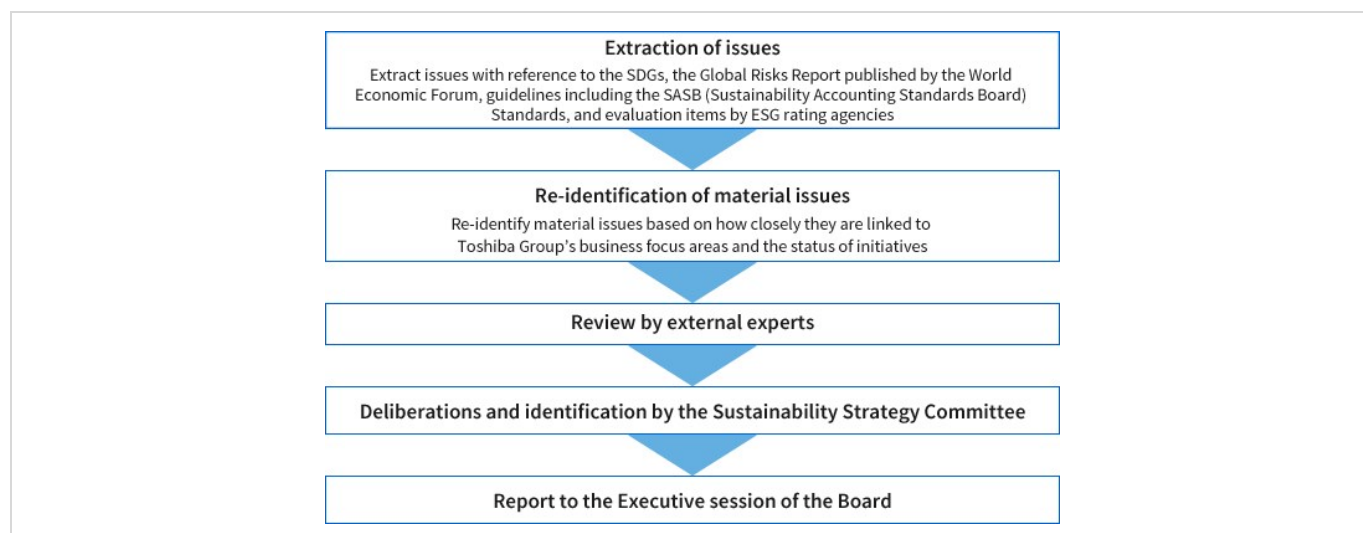 Extraction of issues
Extract issues with reference to the SDGs, the Global Risks Report published by the World
Economic Forum, guidelines including the SASB (Sustainability Accounting Standards Board)
Standards, and evaluation items by ESG rating agencies
Re-identification of material issues
Re-identify material issues based on how closely they are linked to
Toshiba Group's business focus areas and the status of initiatives
Review by external experts
Deliberations and identification by the Sustainability Strategy Committee
Report to the Executive session of the Board